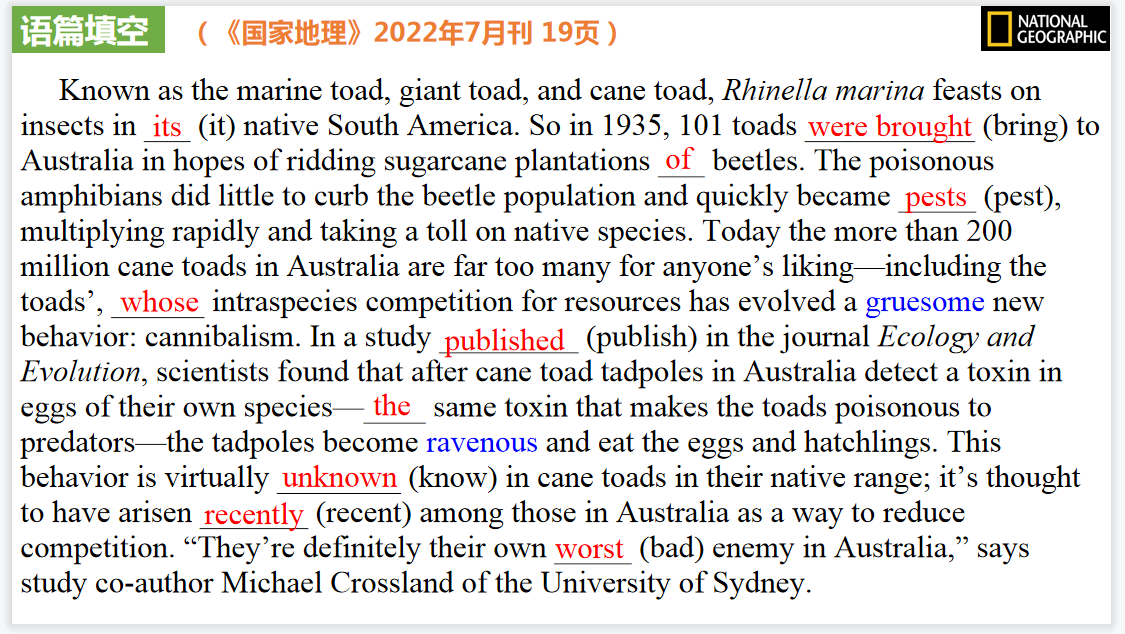 语篇填空 （《国家地理》2022年7月刊 19页） NATIONAL GEOGRAPHIC
Known as the marine toad, giant toad, and cane toad, Rhinella marina feasts on
insects in its (it) native South America. So in 1935, 101 toads were brought (bring) to
Australia in hopes of ridding sugarcane plantations of beetles. The poisonous
amphibians did little to curb the beetle population and quickly became pests (pest),
multiplying rapidly and taking a toll on native species. Today the more than 200
million cane toads in Australia are far too many for anyone’s liking—including the
toads’, whose intraspecies competition for resources has evolved a gruesome new
behavior: cannibalism. In a study published (publish) in the journal Ecology and
Evolution, scientists found that after cane toad tadpoles in Australia detect a toxin in
eggs of their own species—the same toxin that makes the toads poisonous to
predators—the tadpoles become ravenous and eat the eggs and hatchlings. This
behavior is virtually unknown (know) in cane toads in their native range; it’s thought
to have arisen recently (recent) among those in Australia as a way to reduce
competition. “They’re definitely their own worst (bad) enemy in Australia,” says
study co-author Michael Crossland of the University of Sydney.